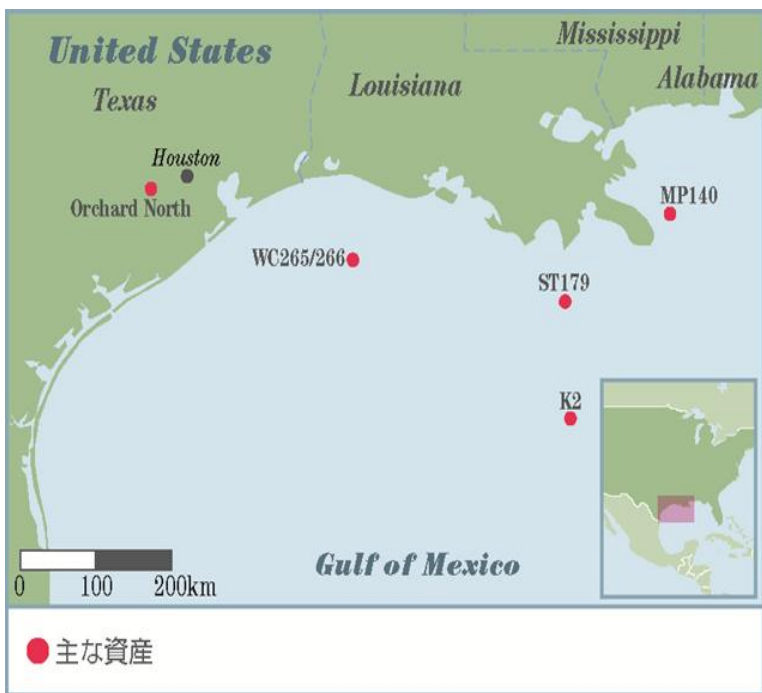 Mississippi
United States
Alabama
Louisiana
Texas
Houston
Orchard North
MP140
WC265/266
ST179
K2
Gulf of Mexico
0 100 200km
主な資産